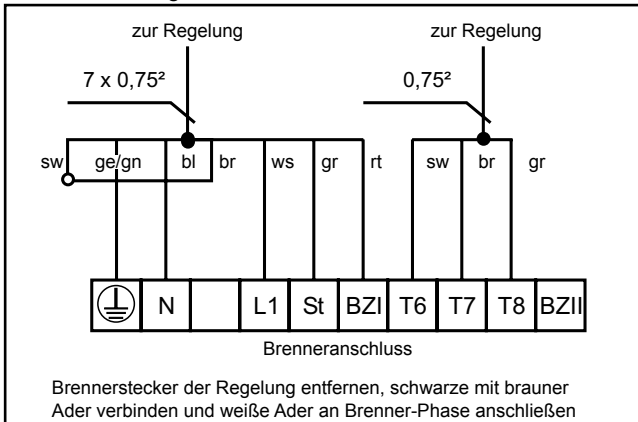 zur Regelung zur Regelung
7 x 0,75² 0,75²
sw ge/gn bl br ws gr rt sw br gr
N L1 St BZI T6 T7 T8 BZII
Brenneranschluss
Brennerstecker der Regelung entfernen, schwarze mit brauner
Ader verbinden und weiße Ader an Brenner-Phase anschließen